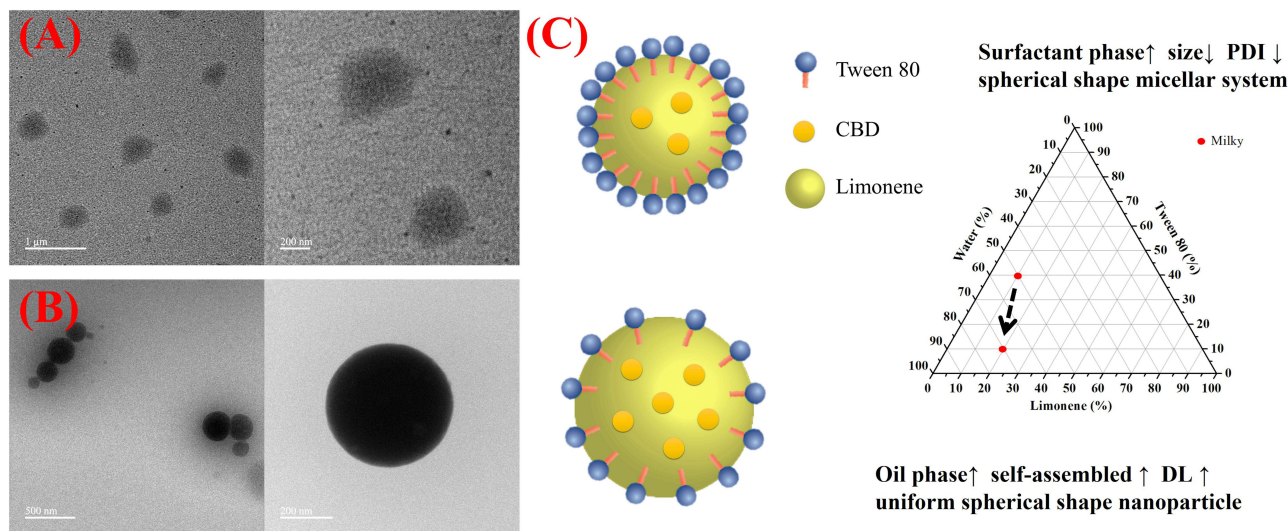 (A)
1 µm
200 nm
(B)
500 nm
200 nm
(C)
Tween 80
CBD
Limonene
Surfactant phase↑ size↓ PDI↓
spherical shape micellar system
Milky
Water (%)
0
10
20
30
40
50
60
70
80
90
100
Tween 80 (%)
100
90
80
70
60
50
40
30
20
10
0
0 10 20 30 40 50 60 70 80 90 100
Limonene (%)
Oil phase↑ self-assembled ↑ DL ↑
uniform spherical shape nanoparticle